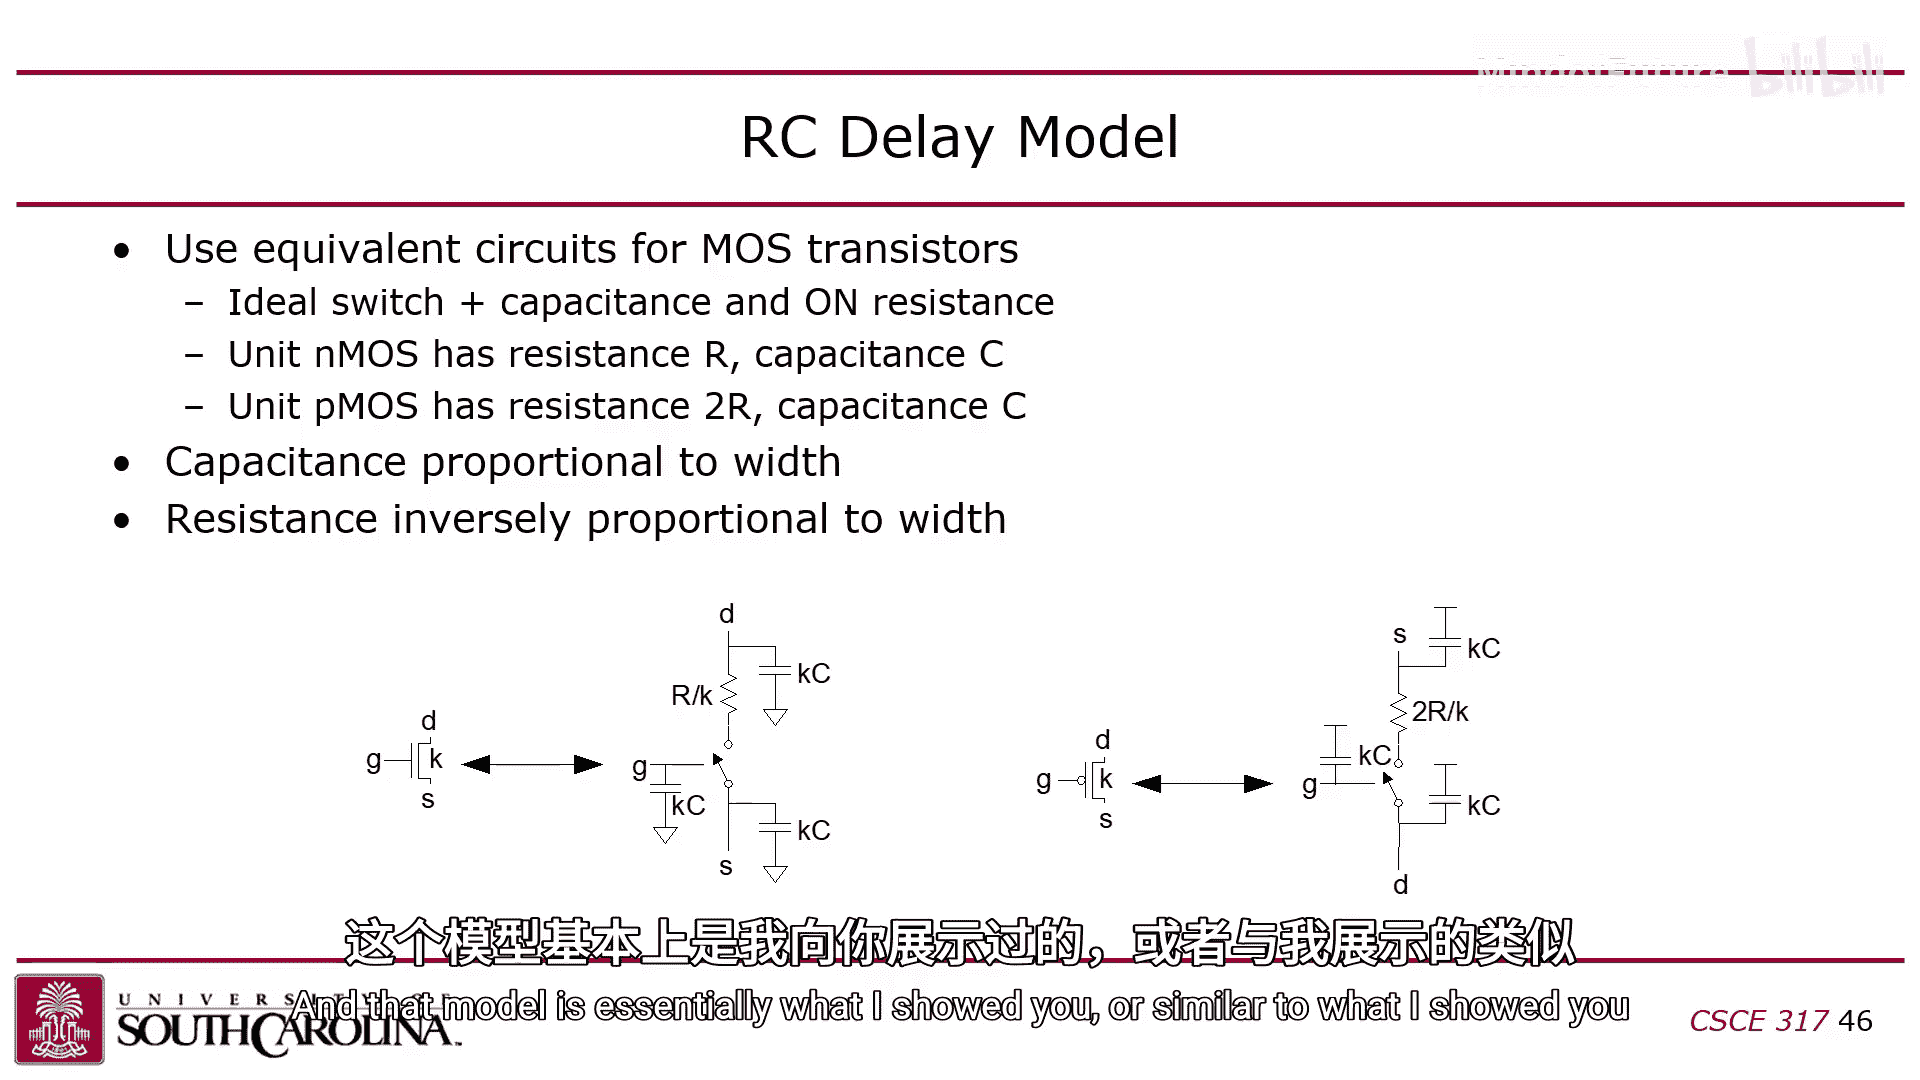 RC Delay Model
• Use equivalent circuits for MOS transistors
– Ideal switch + capacitance and ON resistance
– Unit nMOS has resistance R, capacitance C
– Unit pMOS has resistance 2R, capacitance C
• Capacitance proportional to width
• Resistance inversely proportional to width
d
g
k
s
d
kC
R/k
g
kC
kC
s
d
g
k
s
s
kC
2R/k
kC
g
kC
d
这个模型基本上是我向你展示过的，或者与我展示的类似
And that model is essentially what I showed you, or similar to what I showed you
UNIVERSITY OF
SOUTH CAROLINA
CSCE 317 46
bilibili